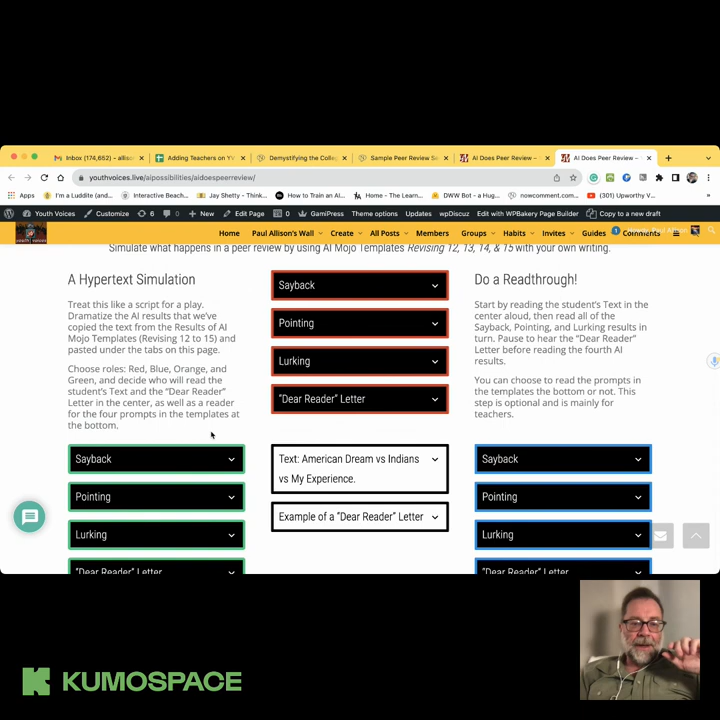 Inbox (174,652) - allisc
Adding Teachers on YV
Demystifying the Colleg
Sample Peer Review Se
AI Does Peer Review –
AI Does Peer Review –
youthvoices.live/aipossibilities/aidoespeerreview/
Apps
I'm a Luddite (and...
Interactive Beach...
Jay Shetty - Think...
How to Train an AI...
Home - The Learn...
DWW Bot - a Hug...
nowcomment.com...
(301) Upworthy V...
Youth Voices
Customize
6
0
New
Edit Page
0
GamiPress
Theme options
Updates
wpDiscuz
Edit with WPBakery Page Builder
Copy to a new draft
Home
Paul Allison's Wall
Create
All Posts
Members
Groups
Habits
Invites
Guides
Comments
Simulate what happens in a peer review by using AI Mojo Templates Revising 12, 13, 14, & 15 with your own writing.
A Hypertext Simulation
Treat this like a script for a play.
Dramatize the AI results that we've
copied the text from the Results of AI
Mojo Templates (Revising 12 to 15) and
pasted under the tabs on this page.
Choose roles: Red, Blue, Orange, and
Green, and decide who will read the
student's Text and the “Dear Reader”
Letter in the center, as well as a reader
for the four prompts in the templates at
the bottom.
Sayback
Pointing
Lurking
“Dear Reader” Letter
Do a Readthrough!
Start by reading the student's Text in the
center aloud, then read all of the
Sayback, Pointing, and Lurking results in
turn. Pause to hear the “Dear Reader”
Letter before reading the fourth AI
results.
You can choose to read the prompts in
the templates the bottom or not. This
step is optional and is mainly for
teachers.
Sayback
Pointing
Lurking
“Dear Reader” Letter
Text: American Dream vs Indians
vs My Experience.
Example of a “Dear Reader” Letter
Sayback
Pointing
Lurking
“Dear Reader” Letter
KUMOSPACE